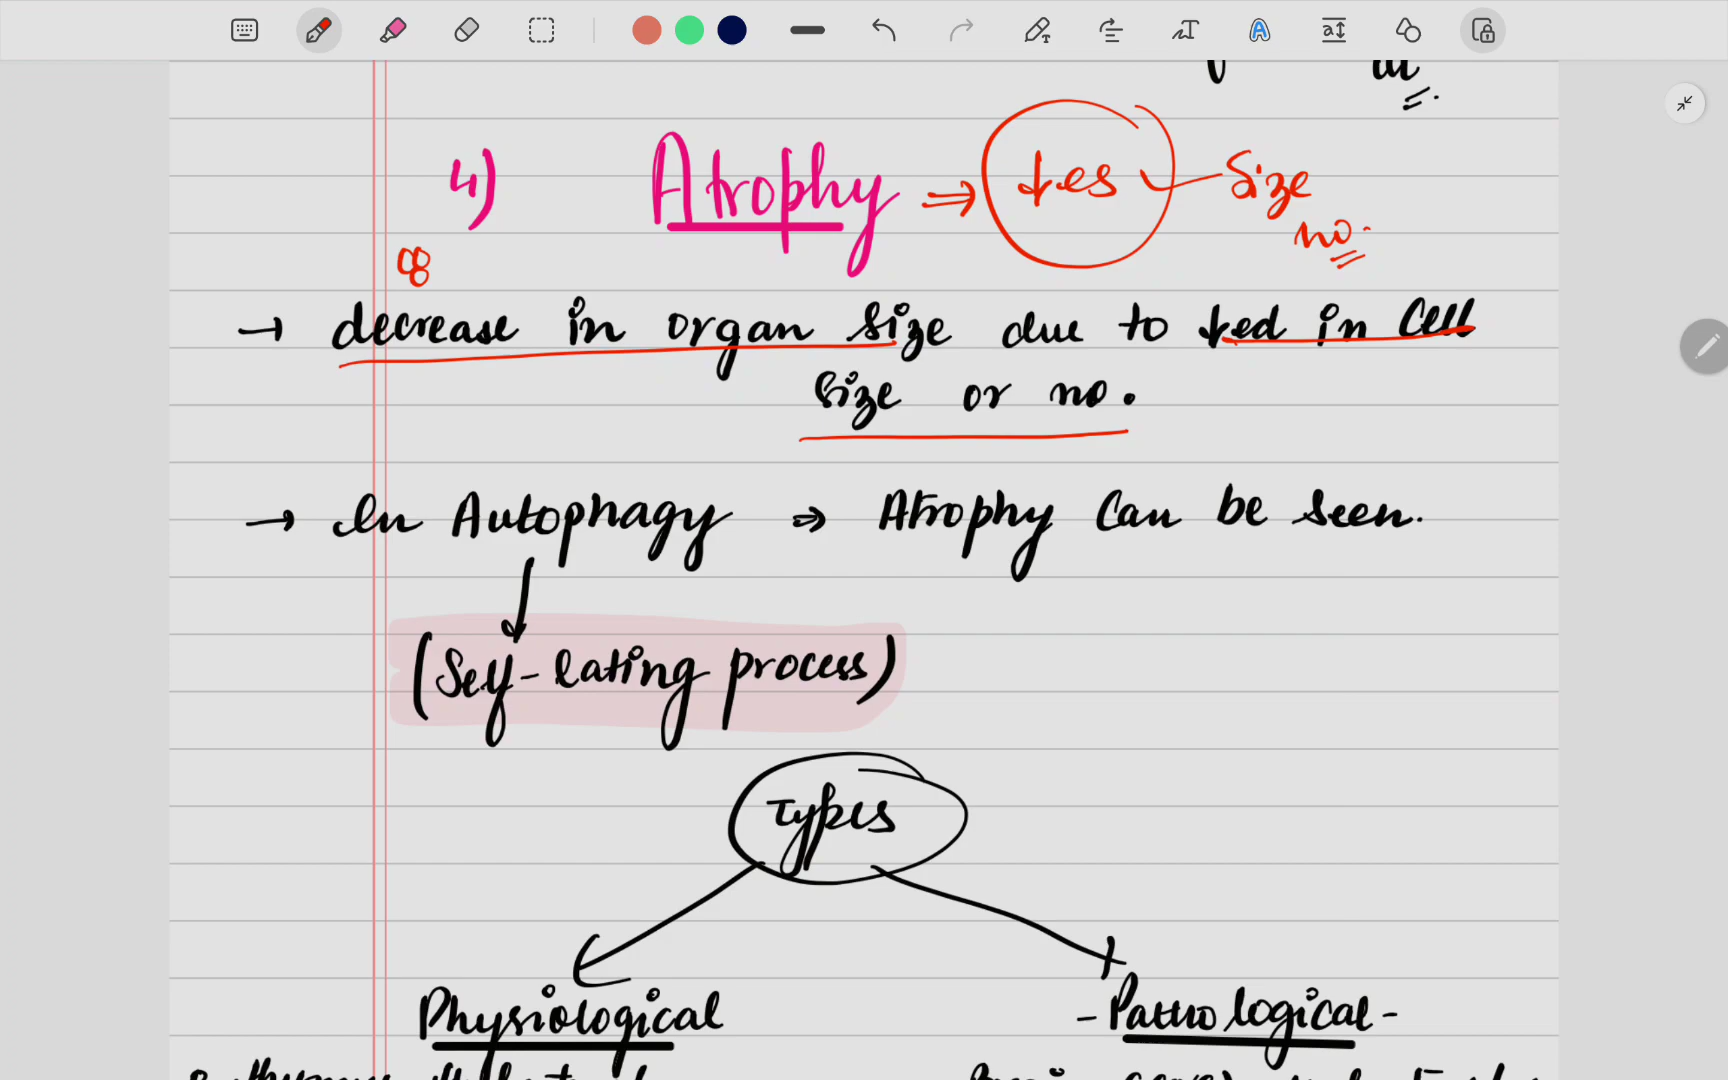 4) Atrophy ⇒ ↓es Size
no.
→ decrease in organ size due to ↓ed in Cell
size or no.
→ In Autophagy ⇒ Atrophy Can be seen.
(Self-eating process)
Types
Physiological - Pathological -